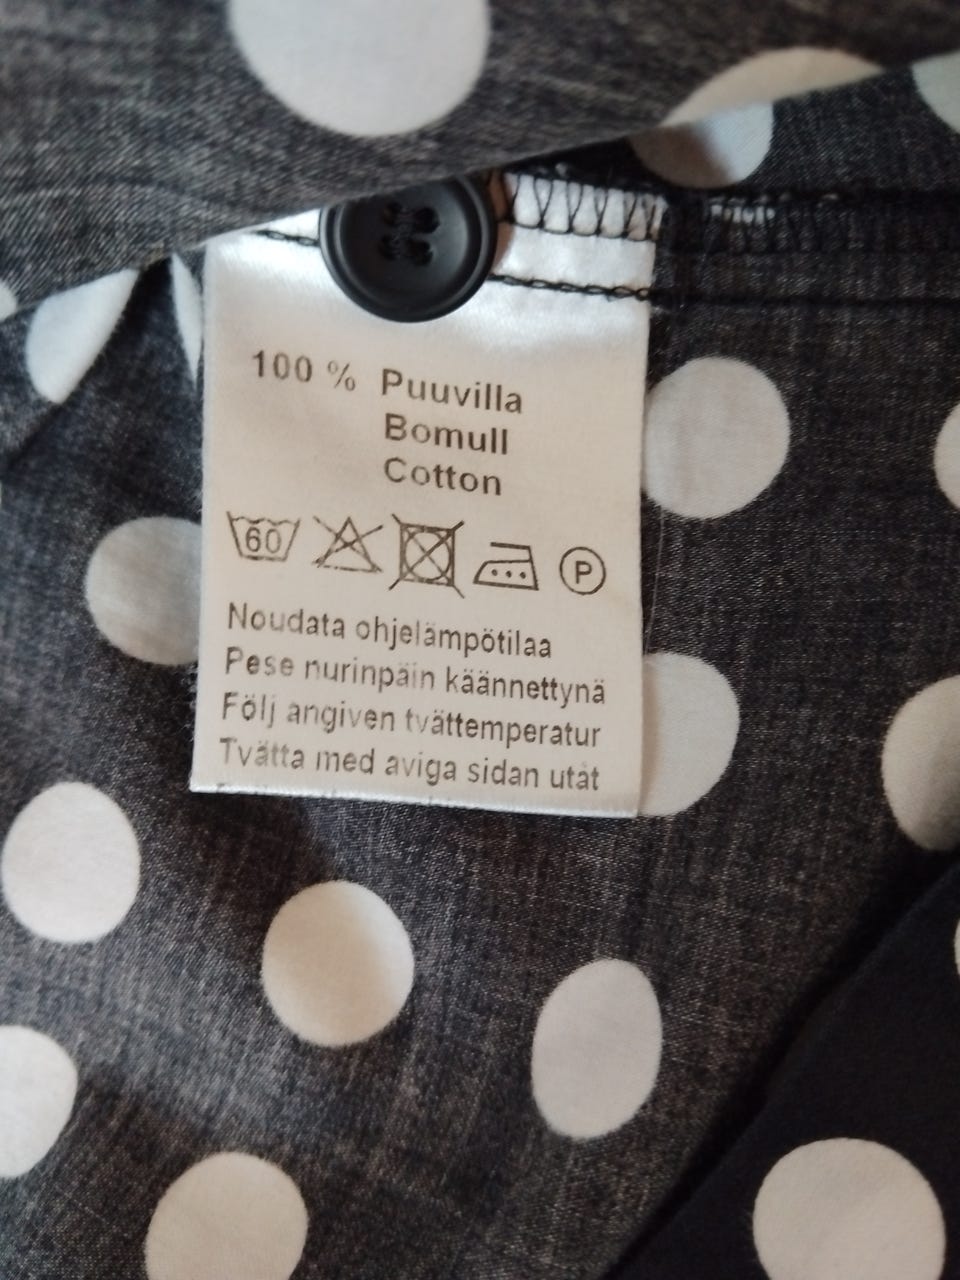 100 % Puuvilla
Bomull
Cotton
60 P
Noudata ohjelämpötilaa
Pese nurinpäin käännettynä
Följ angiven tvättemperatur
Tvätta med aviga sidan utåt